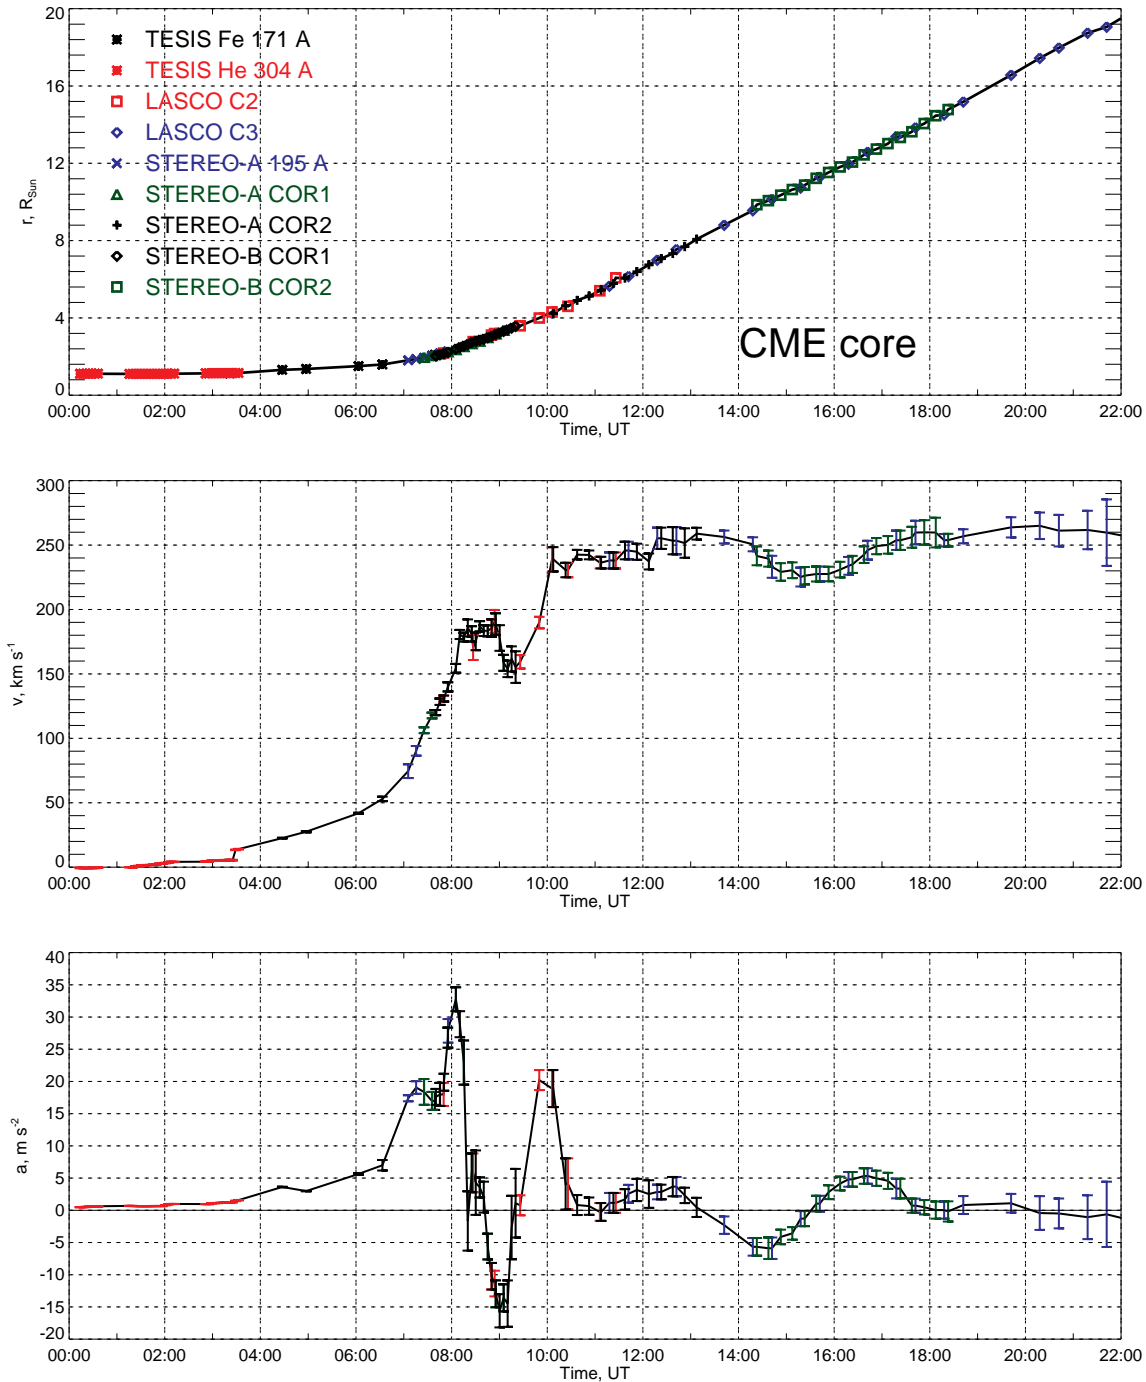 20
16
12
8
4
0
r, RSun
TESIS Fe 171 A
TESIS He 304 A
LASCO C2
LASCO C3
STEREO-A 195 A
STEREO-A COR1
STEREO-A COR2
STEREO-B COR1
STEREO-B COR2
CME core
00:00 02:00 04:00 06:00 08:00 10:00 12:00 14:00 16:00 18:00 20:00 22:00
Time, UT
300
250
200
150
100
50
0
v, km s-1
00:00 02:00 04:00 06:00 08:00 10:00 12:00 14:00 16:00 18:00 20:00 22:00
Time, UT
40
35
30
25
20
15
10
5
0
-5
-10
-15
-20
a, m s-2
00:00 02:00 04:00 06:00 08:00 10:00 12:00 14:00 16:00 18:00 20:00 22:00
Time, UT